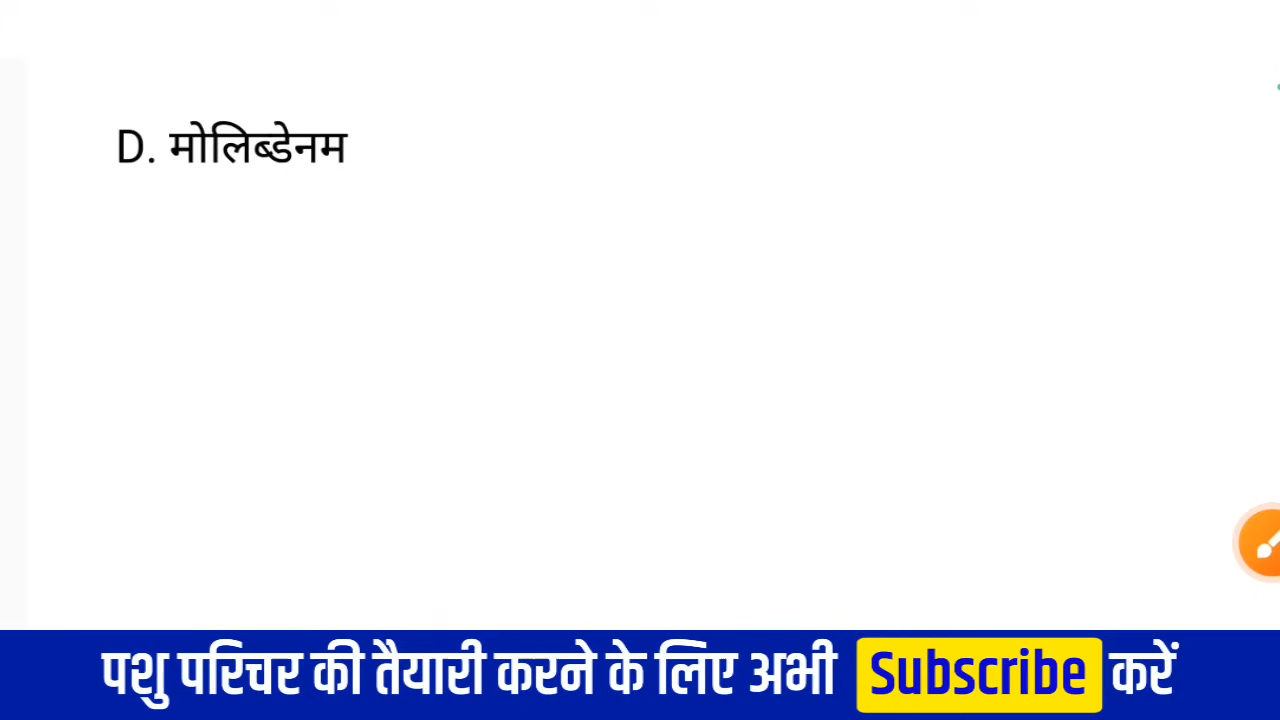 D. मोलिब्डेनम
पशु परिचर की तैयारी करने के लिए अभी Subscribe करें